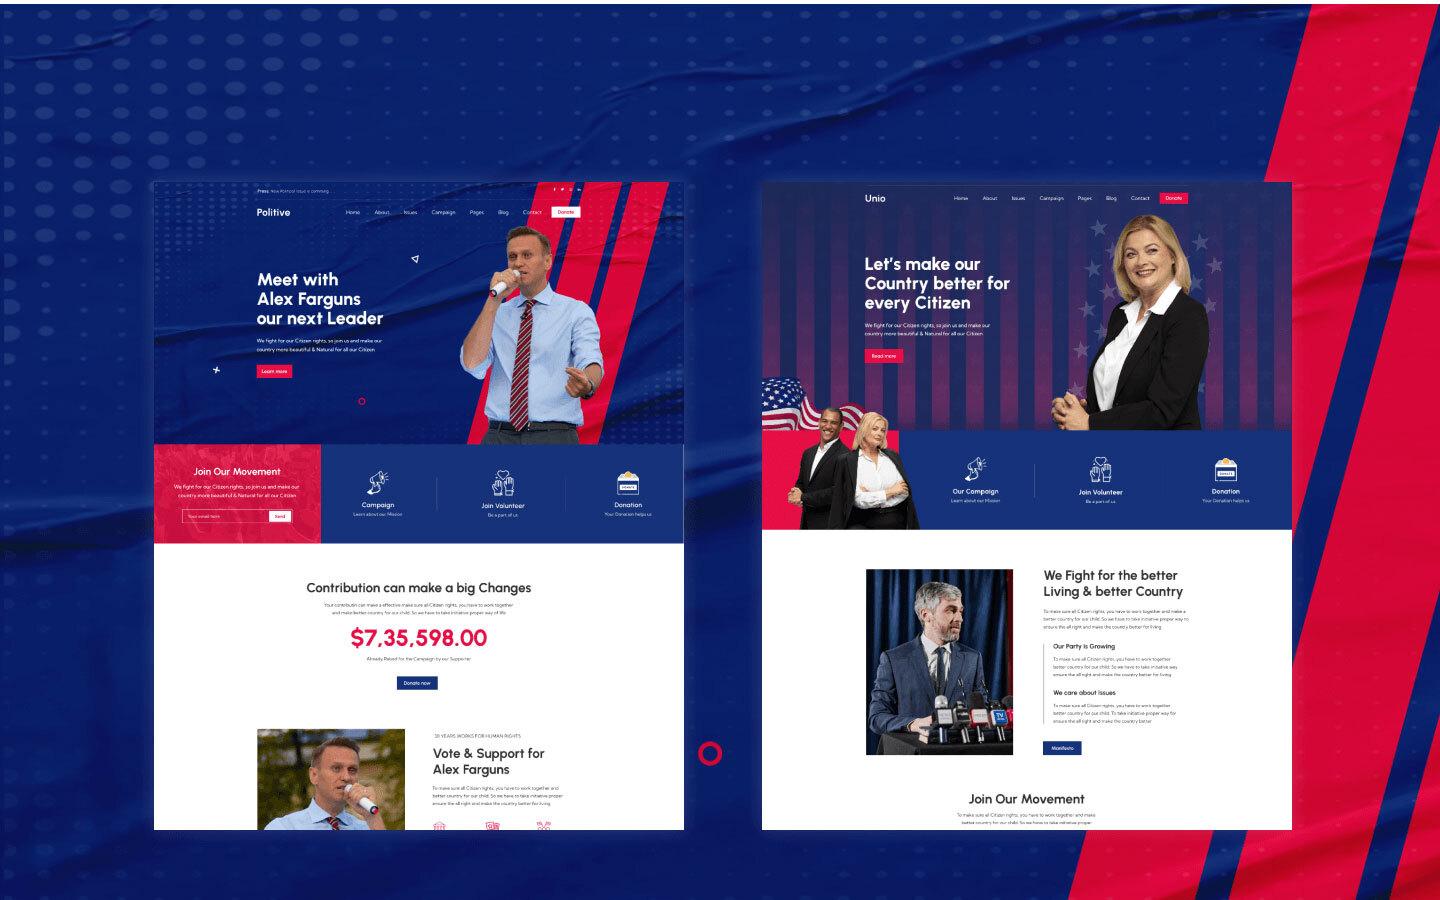 Press: New Political Issue is comming ...
Politive
Home About Issues Campaign Pages Blog Contact Donate
Meet with
Alex Farguns
our next Leader
We fight for our Citizen rights, so join us and make our
country more beautiful & Natural for all our Citizen
Learn more
Join Our Movement
We fight for our Citizen rights, so join us and make our
country more beautiful & Natural for all our Citizen
Your email here
Send
Campaign
Learn about our Mission
Join Volunteer
Be a part of us
DONATE
Donation
Your Donation helps us
Contribution can make a big Changes
Your contributin can make a effective make sure all Citizen rights, you have to work together
and make better country for our child. So we have to take initiative proper way of life
$7,35,598.00
Already Raised for the Campaign by our Supporter
Donate now
30 YEARS WORKS FOR HUMAN RIGHTS
Vote & Support for
Alex Farguns
To make sure all Citizen rights, you have to work together and
better country for our child. So we have to take initiative proper
ensure the all right and make the country better for living
Unio
Home About Issues Campaign Pages Blog Contact Donate
Let's make our
Country better for
every Citizen
We fight for our Citizen rights, so join us and make our
country more beautiful & Natural for all our Citizen
Read more
Our Campaign
Learn about our Mission
Join Volunteer
Be a part of us
DONATE
Donation
Your Donation helps us
TV
We Fight for the better
Living & better Country
To make sure all Citizen rights, you have to work together and make a
better country for our child. So we have to take initiative proper way to
ensure the all right and make the country better for living
Our Party is Growing
To make sure all Citizen rights, you have to work together
better country for our child. So we have to take initiative way
ensure the all right and make the country better for living
We care about issues
To make sure all Citizen rights, you have to work together
better country for our child. To take initiative proper way for
ensure the all right and make the country better
Manifesto
Join Our Movement
To make sure all Citizen rights, you have to work together and make
better country for our child. So we have to take initiative proper